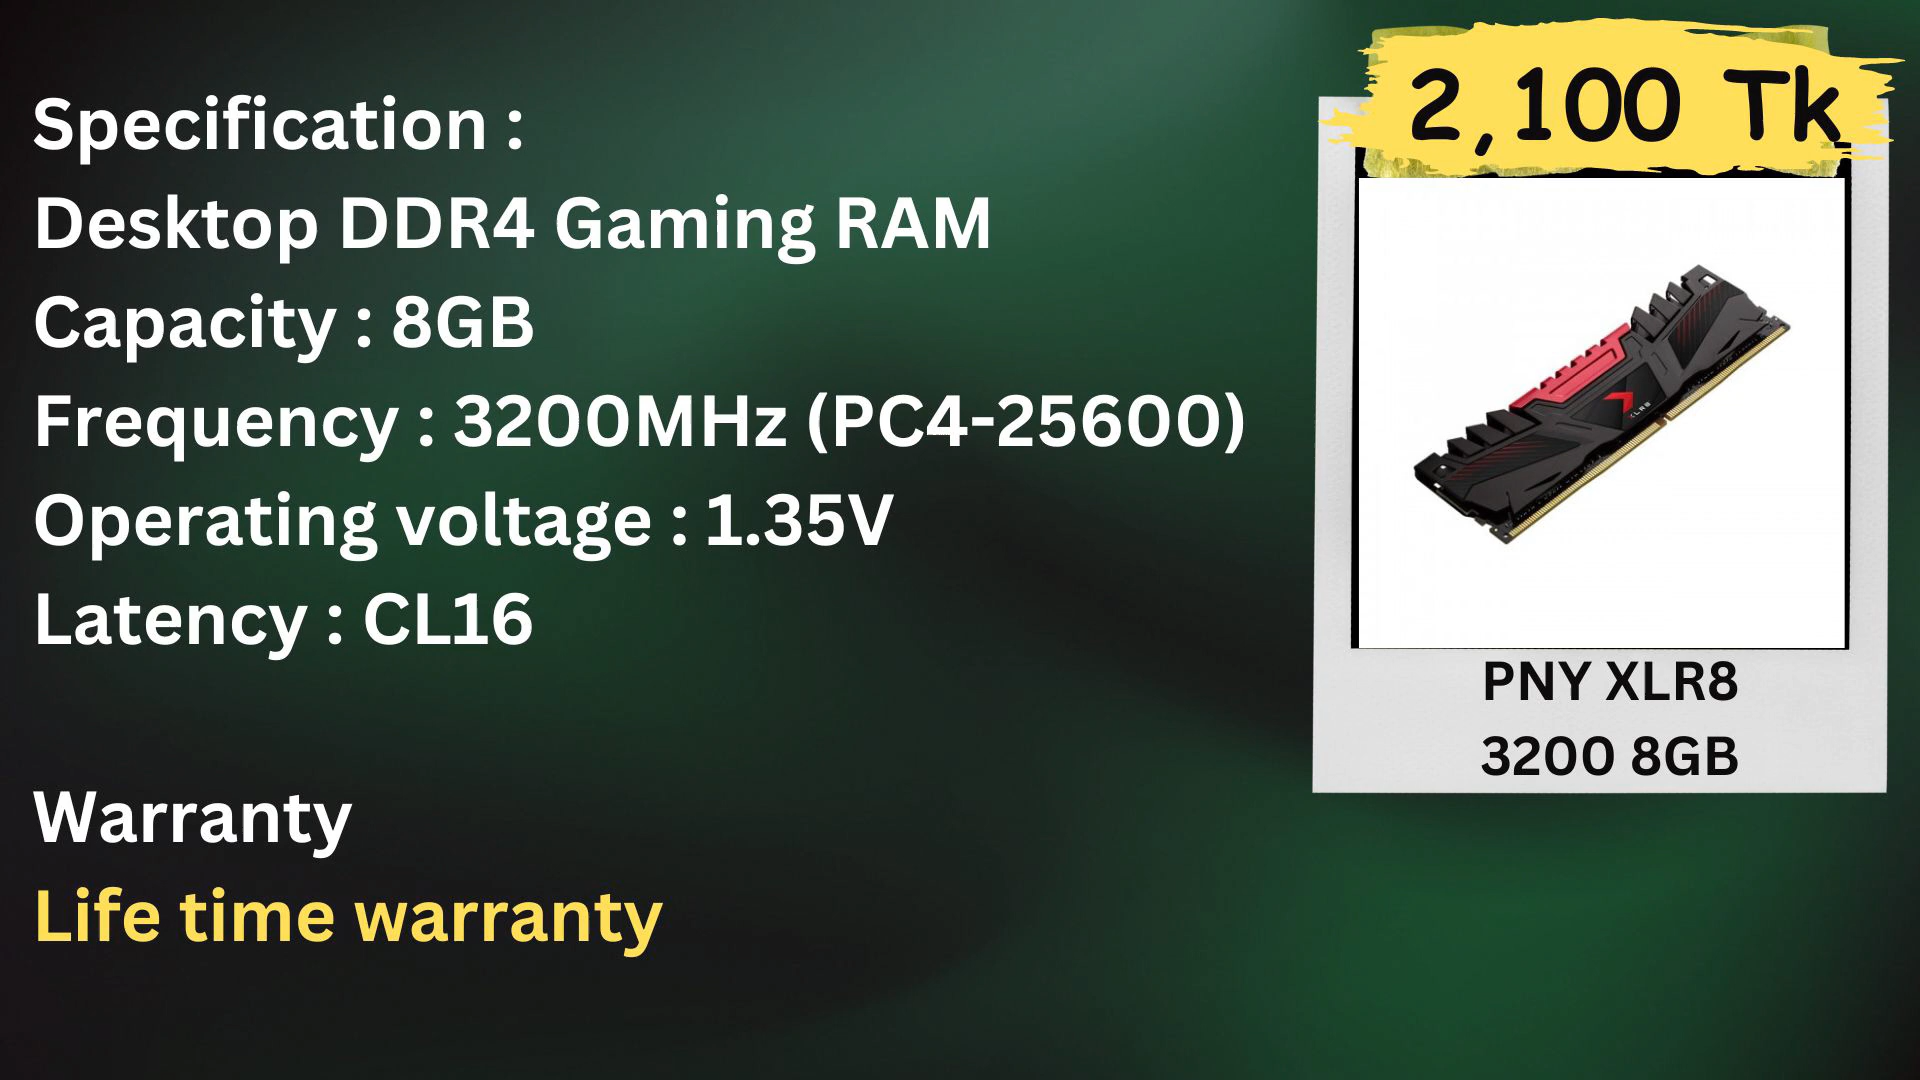 Specification :
Desktop DDR4 Gaming RAM
Capacity : 8GB
Frequency : 3200MHz (PC4-25600)
Operating voltage : 1.35V
Latency : CL16
Warranty
Life time warranty
2,100 Tk
XLR8
PNY XLR8
3200 8GB